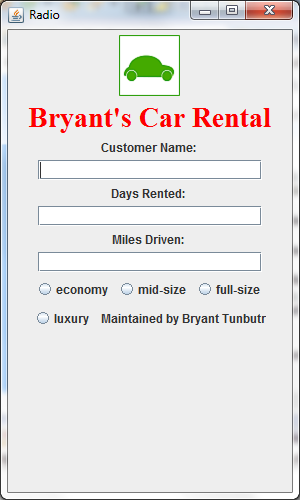 Radio
Bryant's Car Rental
Customer Name:
Days Rented:
Miles Driven:
economy mid-size full-size
luxury Maintained by Bryant Tunbutr